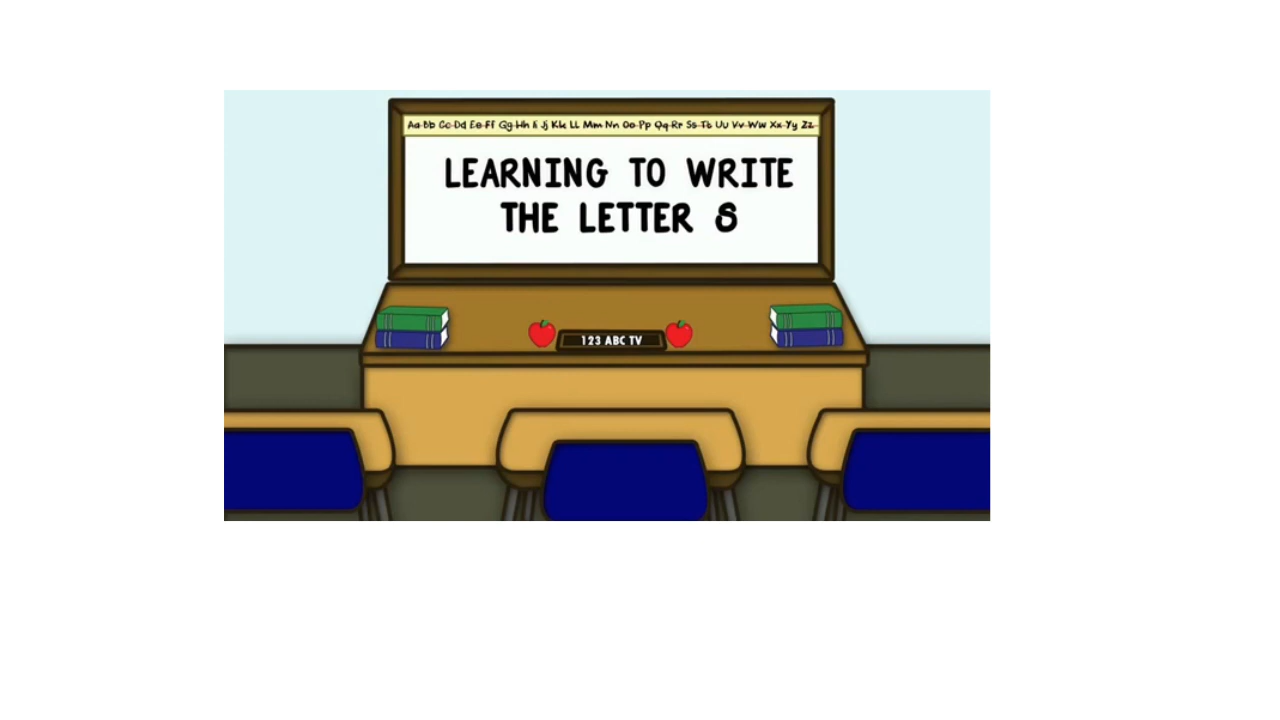 Aa Bb Cc Dd Ee Ff Gg Hh Ii Jj Kk Ll Mm Nn Oo Pp Qq Rr Ss Tt Uu Vv Ww Xx Yy Zz
LEARNING TO WRITE
THE LETTER S
123 ABC TV